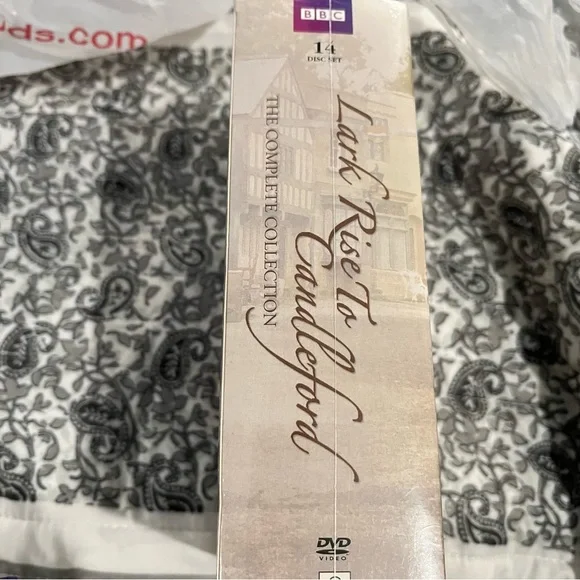 ds.com
BBC
14
DISC SET
Lark Rise To
Candleford
THE COMPLETE COLLECTION
DVD
VIDEO